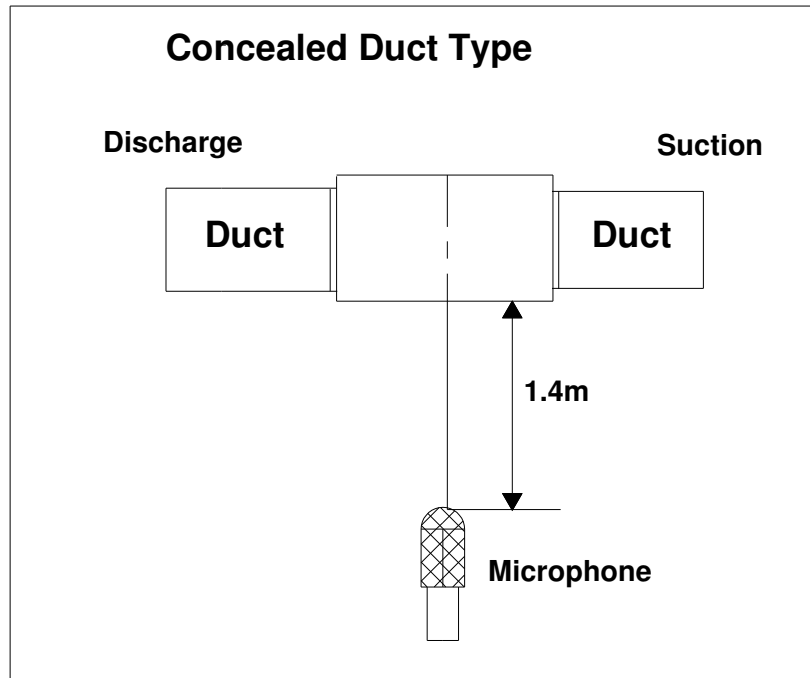 Concealed Duct Type
Discharge
Suction
Duct
Duct
1.4m
Microphone